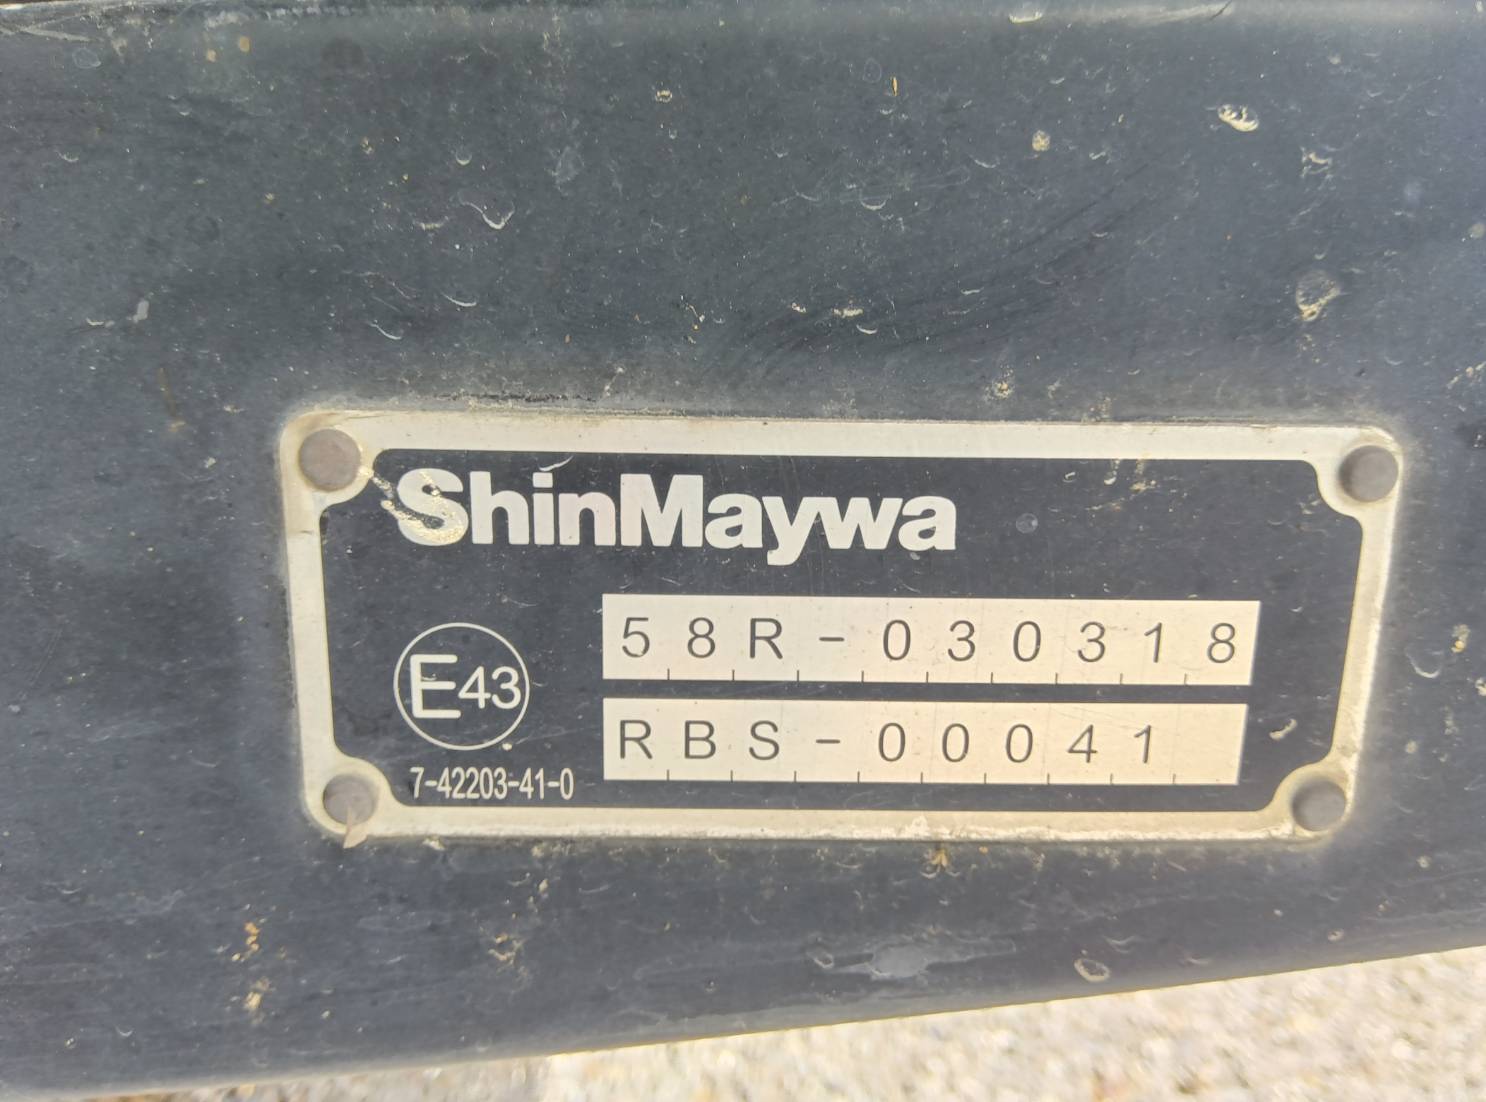 ShinMaywa
58R-030318
E43
RBS-00041
7-42203-41-0